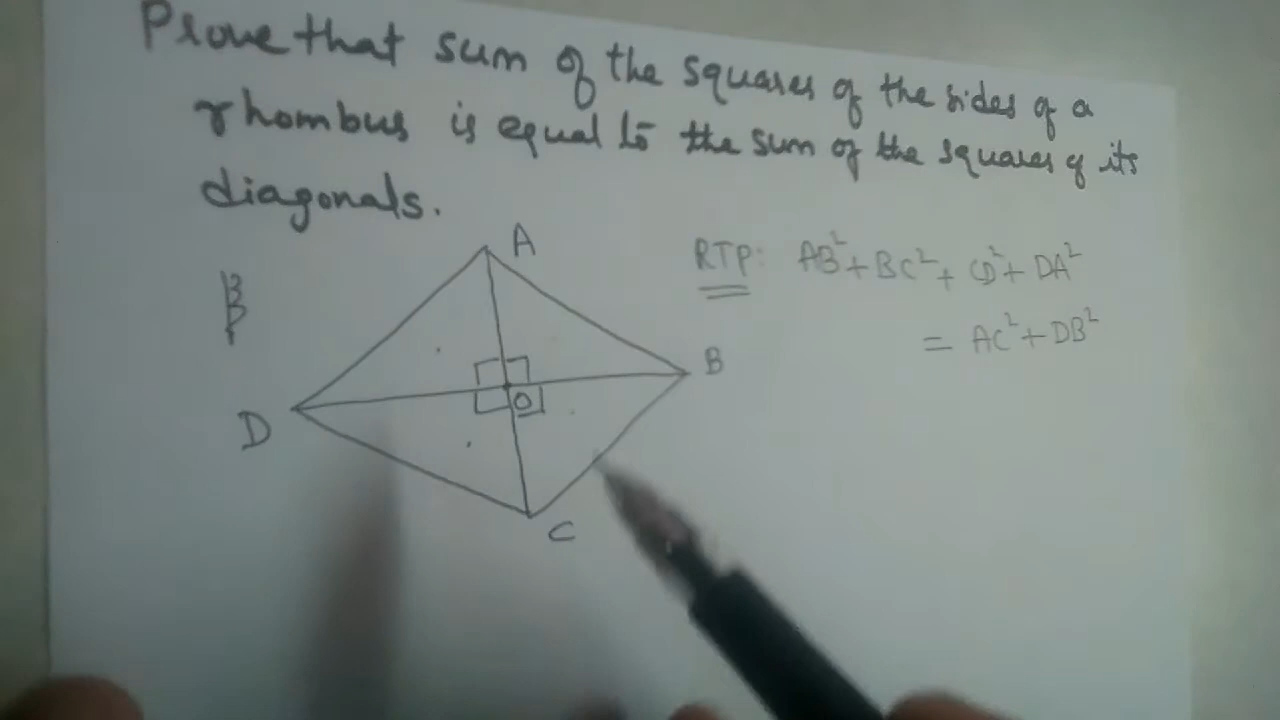 Prove that sum of the squares of the sides of a
rhombus is equal to the sum of the squares of its
diagonals.
A
RTP: AB²+BC²+CD²+DA²
= AC²+DB²
B
O
D
C